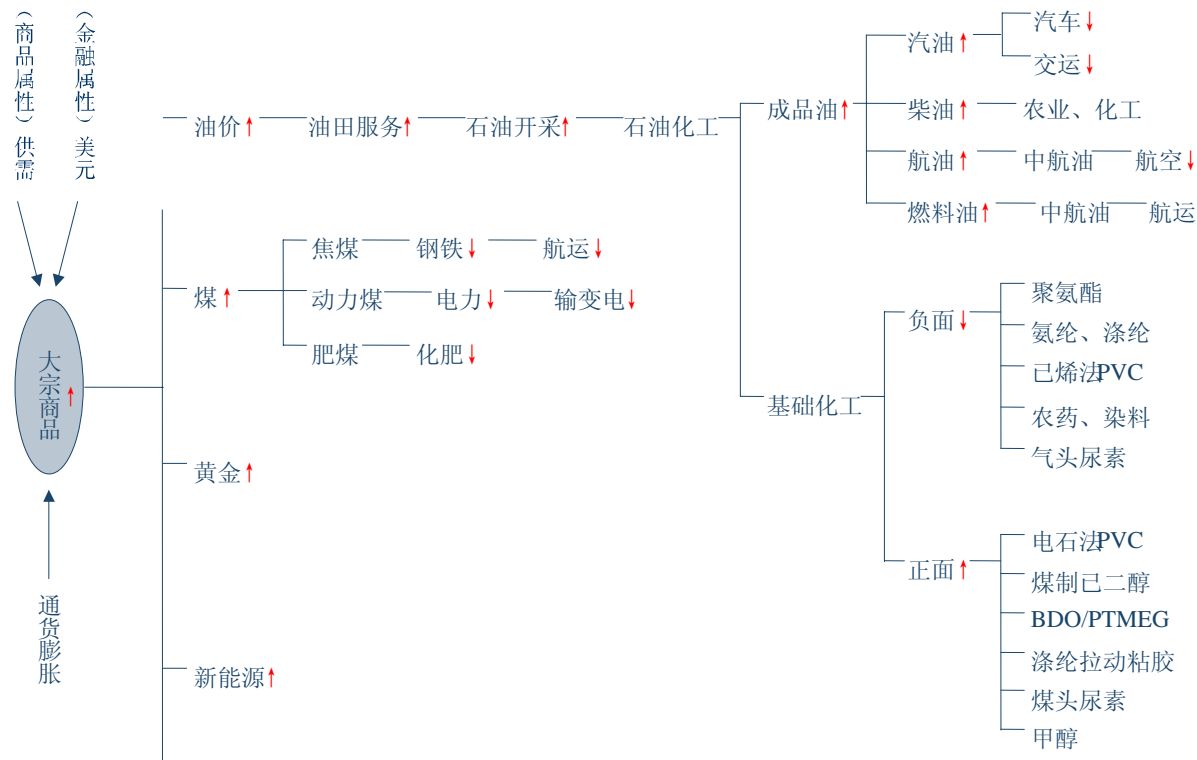 (商品属性)供需
(金融属性)美元
大宗商品↑
通货膨胀
油价↑ 油田服务↑ 石油开采↑ 石油化工
成品油↑
汽油↑
汽车↓
交运↓
柴油↑ 农业、化工
航油↑ 中航油 航空↓
燃料油↑ 中航油 航运
煤↑
焦煤 钢铁↓ 航运↓
动力煤 电力↓ 输变电↓
肥煤 化肥↓
基础化工
负面↓
聚氨酯
氨纶、涤纶
已烯法PVC
农药、染料
气头尿素
正面↑
电石法PVC
煤制已二醇
BDO/PTMEG
涤纶拉动粘胶
煤头尿素
甲醇
黄金↑
新能源↑